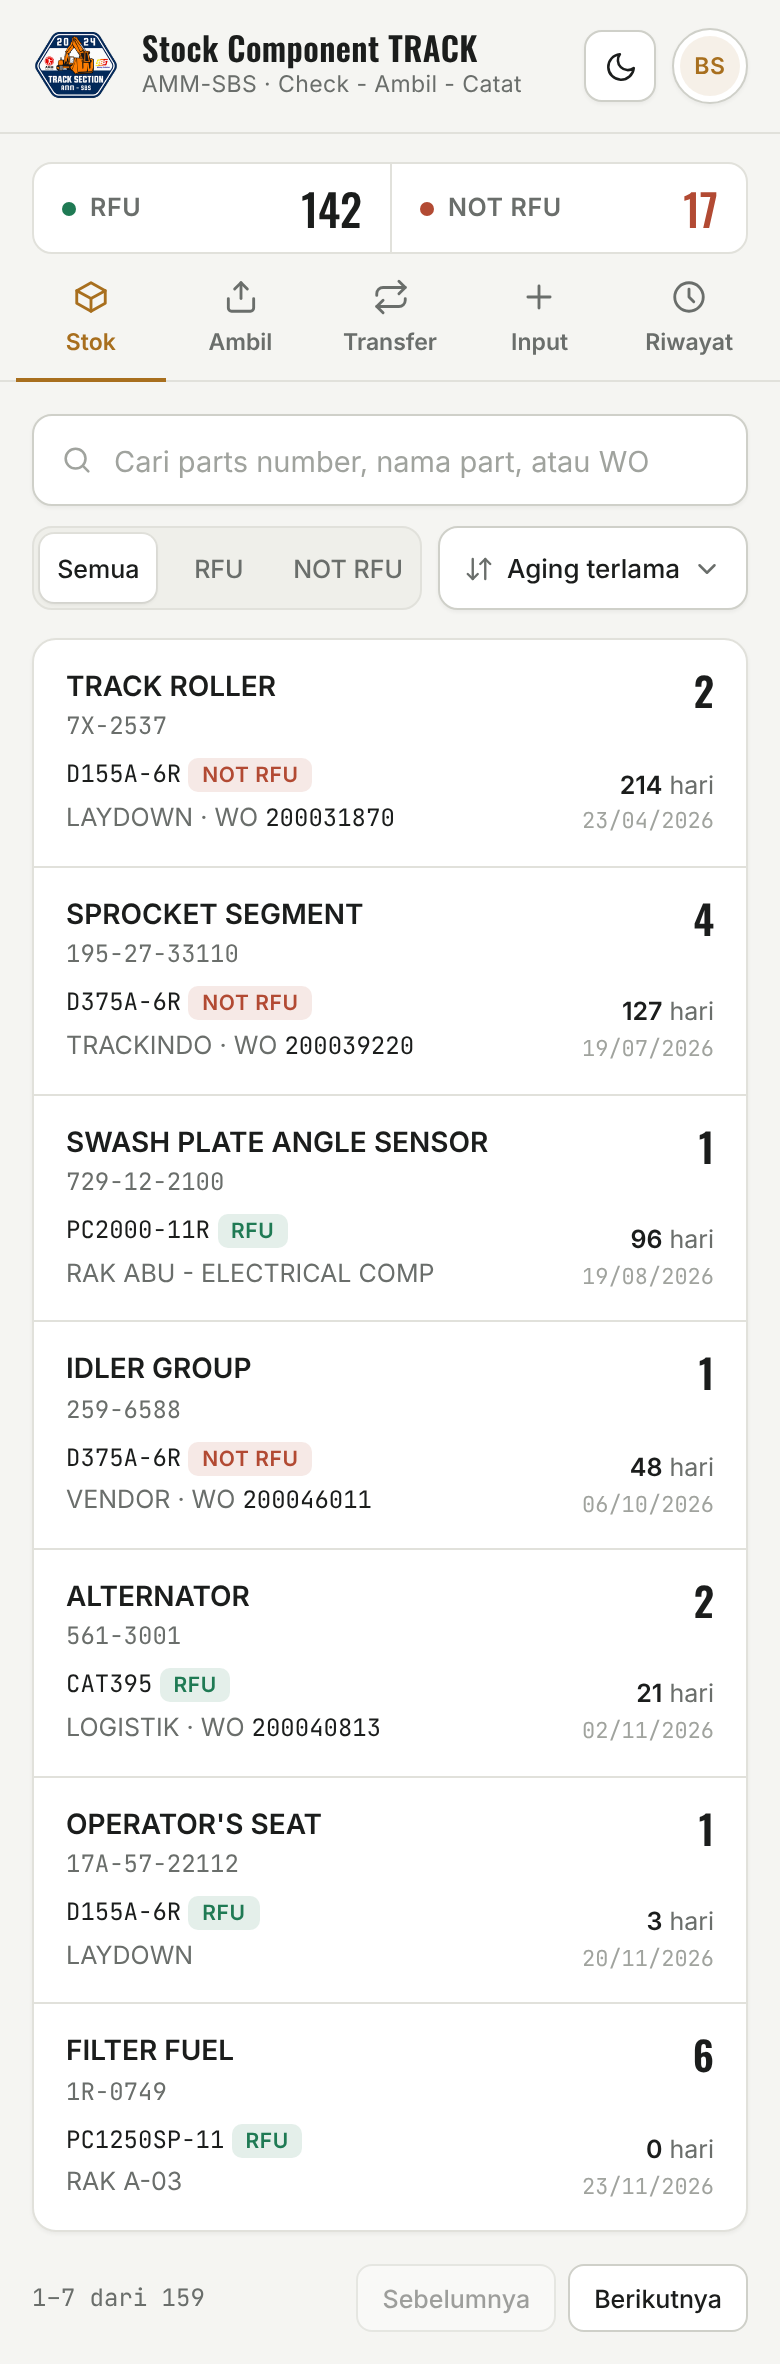 20 24
TRACK SECTION
AMM - SBS
Stock Component TRACK
AMM-SBS · Check - Ambil - Catat
BS
RFU 142
NOT RFU 17
Stok
Ambil
Transfer
Input
Riwayat
Cari parts number, nama part, atau WO
Semua
RFU
NOT RFU
Aging terlama
TRACK ROLLER
2
7X-2537
D155A-6R NOT RFU
214 hari
LAYDOWN · WO 200031870
23/04/2026
SPROCKET SEGMENT
4
195-27-33110
D375A-6R NOT RFU
127 hari
TRACKINDO · WO 200039220
19/07/2026
SWASH PLATE ANGLE SENSOR
1
729-12-2100
PC2000-11R RFU
96 hari
RAK ABU - ELECTRICAL COMP
19/08/2026
IDLER GROUP
1
259-6588
D375A-6R NOT RFU
48 hari
VENDOR · WO 200046011
06/10/2026
ALTERNATOR
2
561-3001
CAT395 RFU
21 hari
LOGISTIK · WO 200040813
02/11/2026
OPERATOR'S SEAT
1
17A-57-22112
D155A-6R RFU
3 hari
LAYDOWN
20/11/2026
FILTER FUEL
6
1R-0749
PC1250SP-11 RFU
0 hari
RAK A-03
23/11/2026
1–7 dari 159
Sebelumnya
Berikutnya